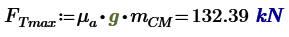 F_Tmax := μ_a • g • m_CM = 132.39 kN